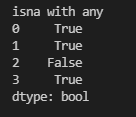 isna with any
0     True
1     True
2    False
3     True
dtype: bool